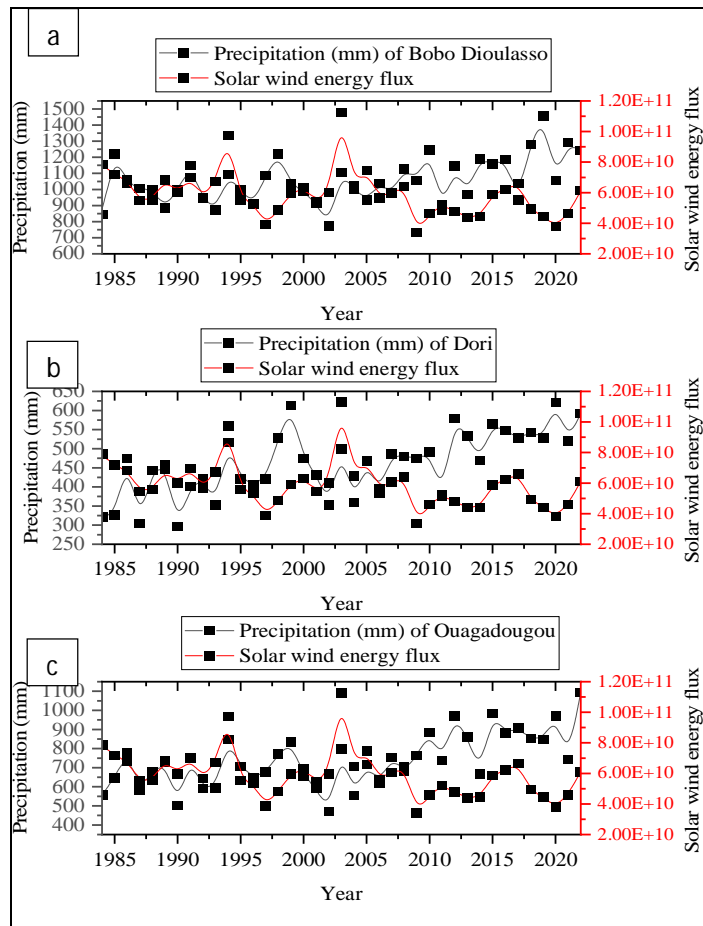 a
Precipitation (mm) of Bobo Dioulasso
Solar wind energy flux
Precipitation (mm)
1500
1400
1300
1200
1100
1000
900
800
700
600
1.20E+11
1.00E+11
8.00E+10
6.00E+10
4.00E+10
2.00E+10
Solar wind energy flux
1985 1990 1995 2000 2005 2010 2015 2020
Year
b
Precipitation (mm) of Dori
Solar wind energy flux
Precipitation (mm)
650
600
550
500
450
400
350
300
250
1.20E+11
1.00E+11
8.00E+10
6.00E+10
4.00E+10
2.00E+10
Solar wind energy flux
1985 1990 1995 2000 2005 2010 2015 2020
Year
c
Precipitation (mm) of Ouagadougou
Solar wind energy flux
Precipitation (mm)
1100
1000
900
800
700
600
500
400
1.20E+11
1.00E+11
8.00E+10
6.00E+10
4.00E+10
2.00E+10
Solar wind energy flux
1985 1990 1995 2000 2005 2010 2015 2020
Year